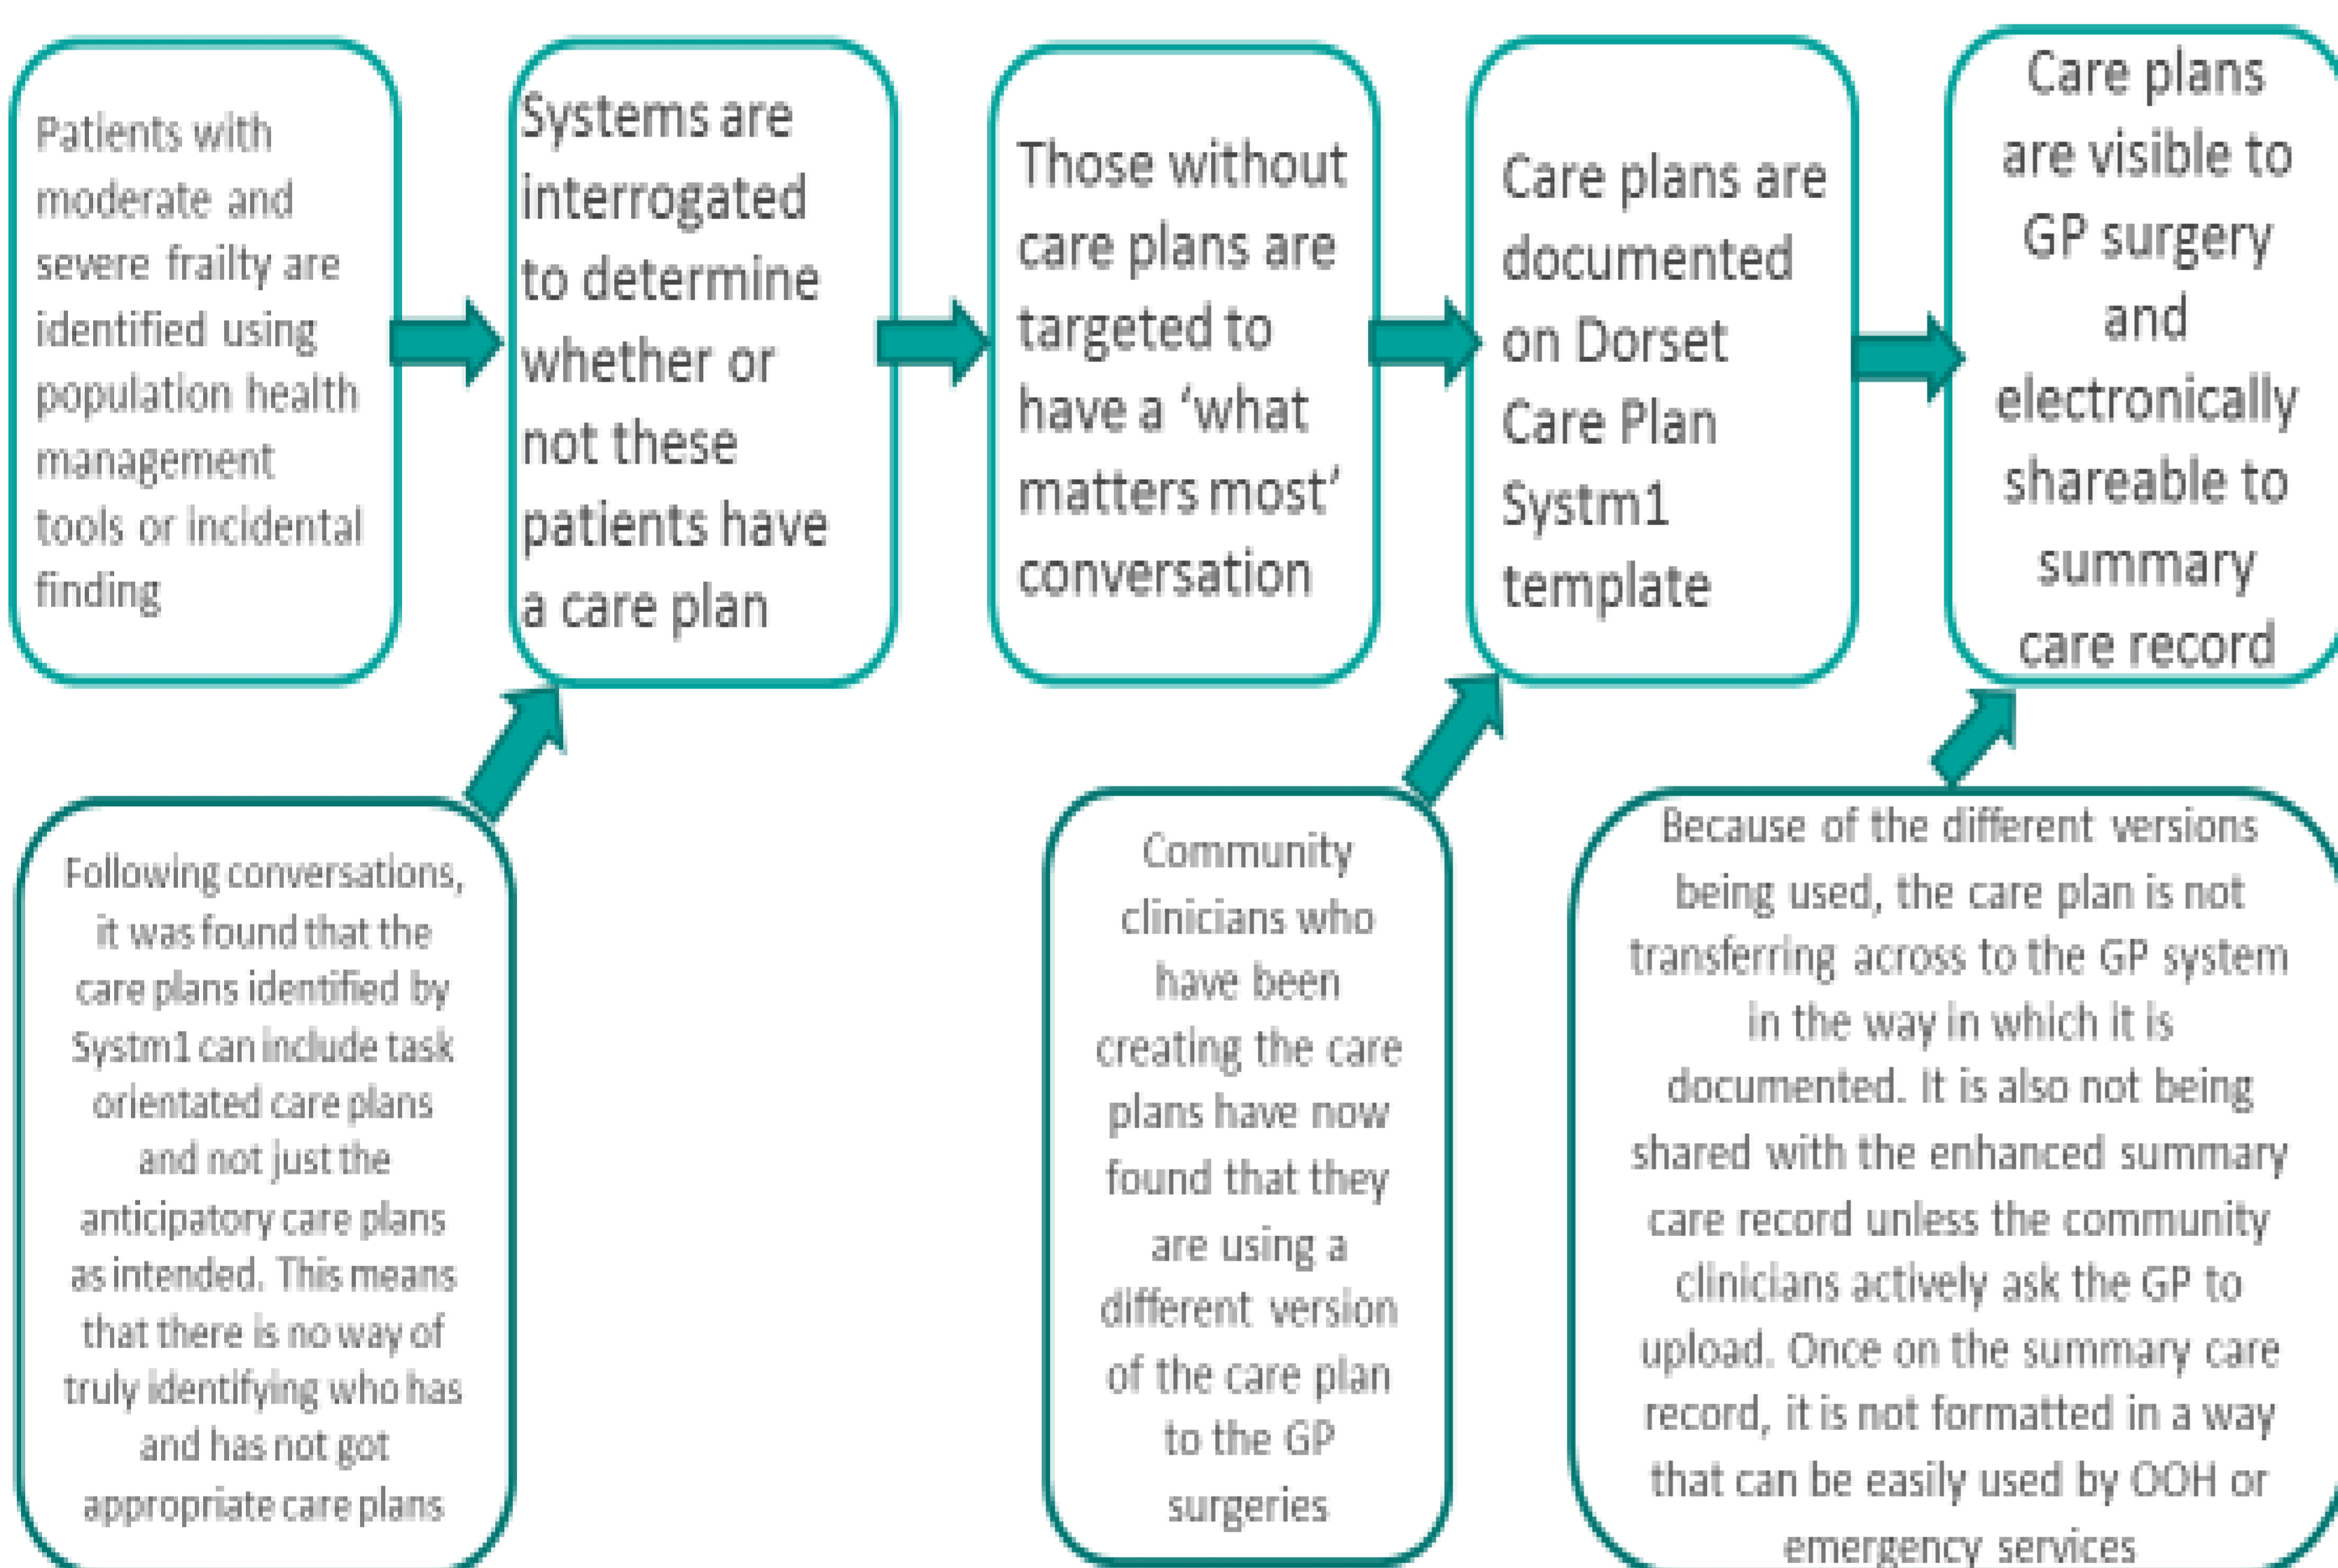 Patients with
moderate and
severe frailty are
identified using
population health
management
tools or incidental
finding
Systems are
interrogated
to determine
whether or
not these
patients have
a care plan
Those without
care plans are
targeted to
have a ‘what
matters most’
conversation
Care plans are
documented
on Dorset
Care Plan
Systm1
template
Care plans
are visible to
GP surgery
and
electronically
shareable to
summary
care record
Following conversations,
it was found that the
care plans identified by
Systm1 can include task
orientated care plans
and not just the
anticipatory care plans
as intended. This means
that there is no way of
truly identifying who has
and has not got
appropriate care plans
Community
clinicians who
have been
creating the care
plans have now
found that they
are using a
different version
of the care plan
to the GP
surgeries
Because of the different versions
being used, the care plan is not
transferring across to the GP system
in the way in which it is
documented. It is also not being
shared with the enhanced summary
care record unless the community
clinicians actively ask the GP to
upload. Once on the summary care
record, it is not formatted in a way
that can be easily used by OOH or
emergency services